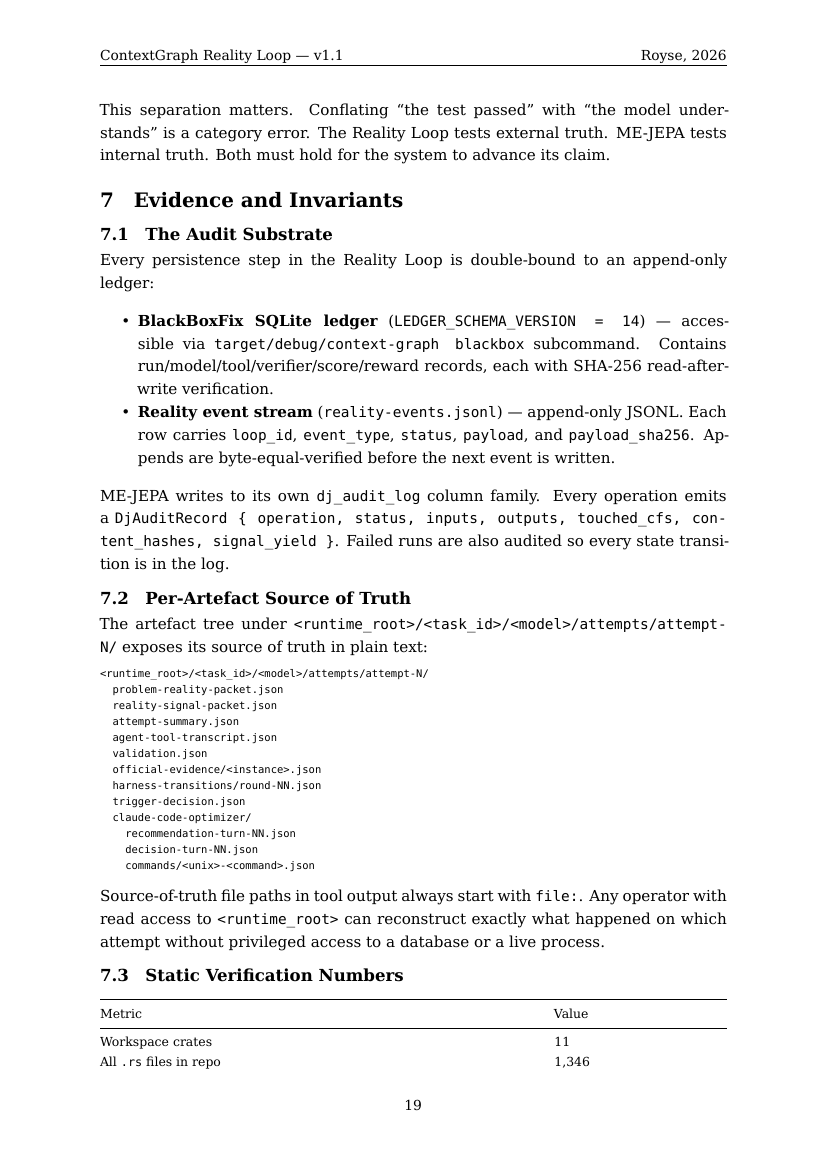 ContextGraph Reality Loop — v1.1 Royse, 2026
This separation matters. Conflating “the test passed” with “the model under-
stands” is a category error. The Reality Loop tests external truth. ME-JEPA tests
internal truth. Both must hold for the system to advance its claim.
7 Evidence and Invariants
7.1 The Audit Substrate
Every persistence step in the Reality Loop is double-bound to an append-only
ledger:
• BlackBoxFix SQLite ledger (LEDGER_SCHEMA_VERSION = 14) — acces-
sible via target/debug/context-graph blackbox subcommand. Contains
run/model/tool/verifier/score/reward records, each with SHA-256 read-after-
write verification.
• Reality event stream (reality-events.jsonl) — append-only JSONL. Each
row carries loop_id, event_type, status, payload, and payload_sha256. Ap-
pends are byte-equal-verified before the next event is written.
ME-JEPA writes to its own dj_audit_log column family. Every operation emits
a DjAuditRecord { operation, status, inputs, outputs, touched_cfs, con-
tent_hashes, signal_yield }. Failed runs are also audited so every state transi-
tion is in the log.
7.2 Per-Artefact Source of Truth
The artefact tree under <runtime_root>/<task_id>/<model>/attempts/attempt-
N/ exposes its source of truth in plain text:
<runtime_root>/<task_id>/<model>/attempts/attempt-N/
problem-reality-packet.json
reality-signal-packet.json
attempt-summary.json
agent-tool-transcript.json
validation.json
official-evidence/<instance>.json
harness-transitions/round-NN.json
trigger-decision.json
claude-code-optimizer/
recommendation-turn-NN.json
decision-turn-NN.json
commands/<unix>-<command>.json
Source-of-truth file paths in tool output always start with file:. Any operator with
read access to <runtime_root> can reconstruct exactly what happened on which
attempt without privileged access to a database or a live process.
7.3 Static Verification Numbers
Metric Value
Workspace crates 11
All .rs files in repo 1,346
19